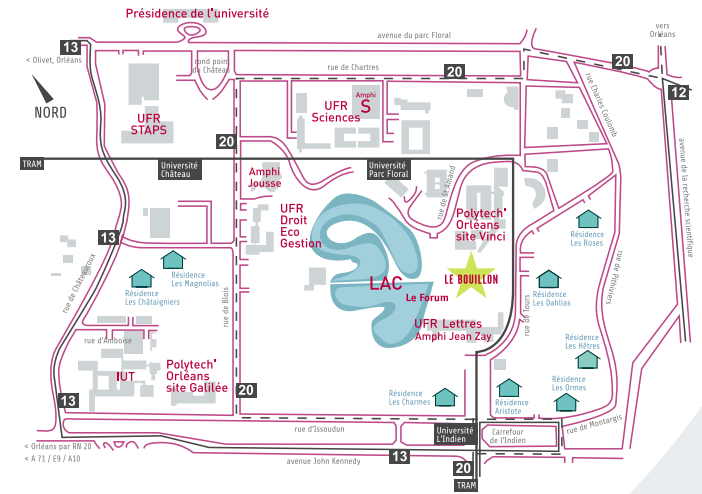 Présidence de l'université
vers
Orléans
avenue du parc Floral
13
< Olivet, Orléans
rond point
du Château
rue de Chartres
20
20
12
NORD
UFR
STAPS
UFR
Sciences
Amphi
S
rue Charles Coulomb
20
TRAM
Université
Château
Université
Parc Floral
avenue de la recherche scientifique
Amphi
Jousse
rue de St Amand
UFR
Droit
Eco
Gestion
Polytech'
Orléans
site Vinci
Résidence
Les Roses
13
rue de Châteauroux
Résidence
Les Magnolias
Résidence
Les Châtaigniers
rue de Blois
LAC
LE BOUILLON
Le Forum
rue de Tours
Résidence
Les Dahlias
rue de Pithiviers
UFR Lettres
Amphi Jean Zay
rue d'Amboise
IUT
Polytech'
Orléans
site Galilée
Résidence
Les Hêtres
Résidence
Les Ormes
Résidence
Les Charmes
Résidence
Aristote
20
13
rue d'Issoudun
Université
L'Indien
Carrefour
de l'Indien
rue de Montargis
< Orléans par RN 20
< A 71 / E9 / A10
avenue John Kennedy
13
20
TRAM